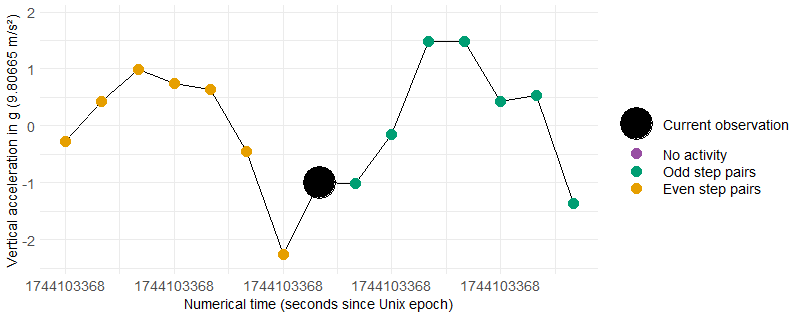 Vertical acceleration in g (9.80665 m/s²)
2
1
0
-1
-2
1744103368 1744103368 1744103368 1744103368 1744103368
Numerical time (seconds since Unix epoch)
Current observation
No activity
Odd step pairs
Even step pairs